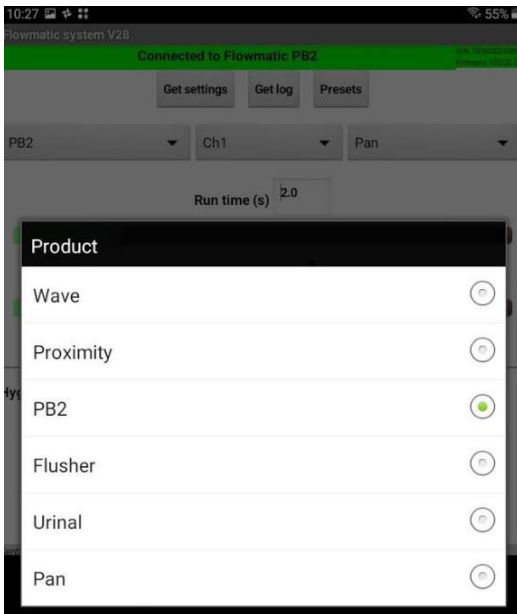 10:27 55%
Flowmatic system V28
Connected to Flowmatic PB2
Get settings Get log Presets
PB2 Ch1 Pan
Run time (s) 2.0
Product
Wave
Proximity
PB2
Flusher
Urinal
Pan